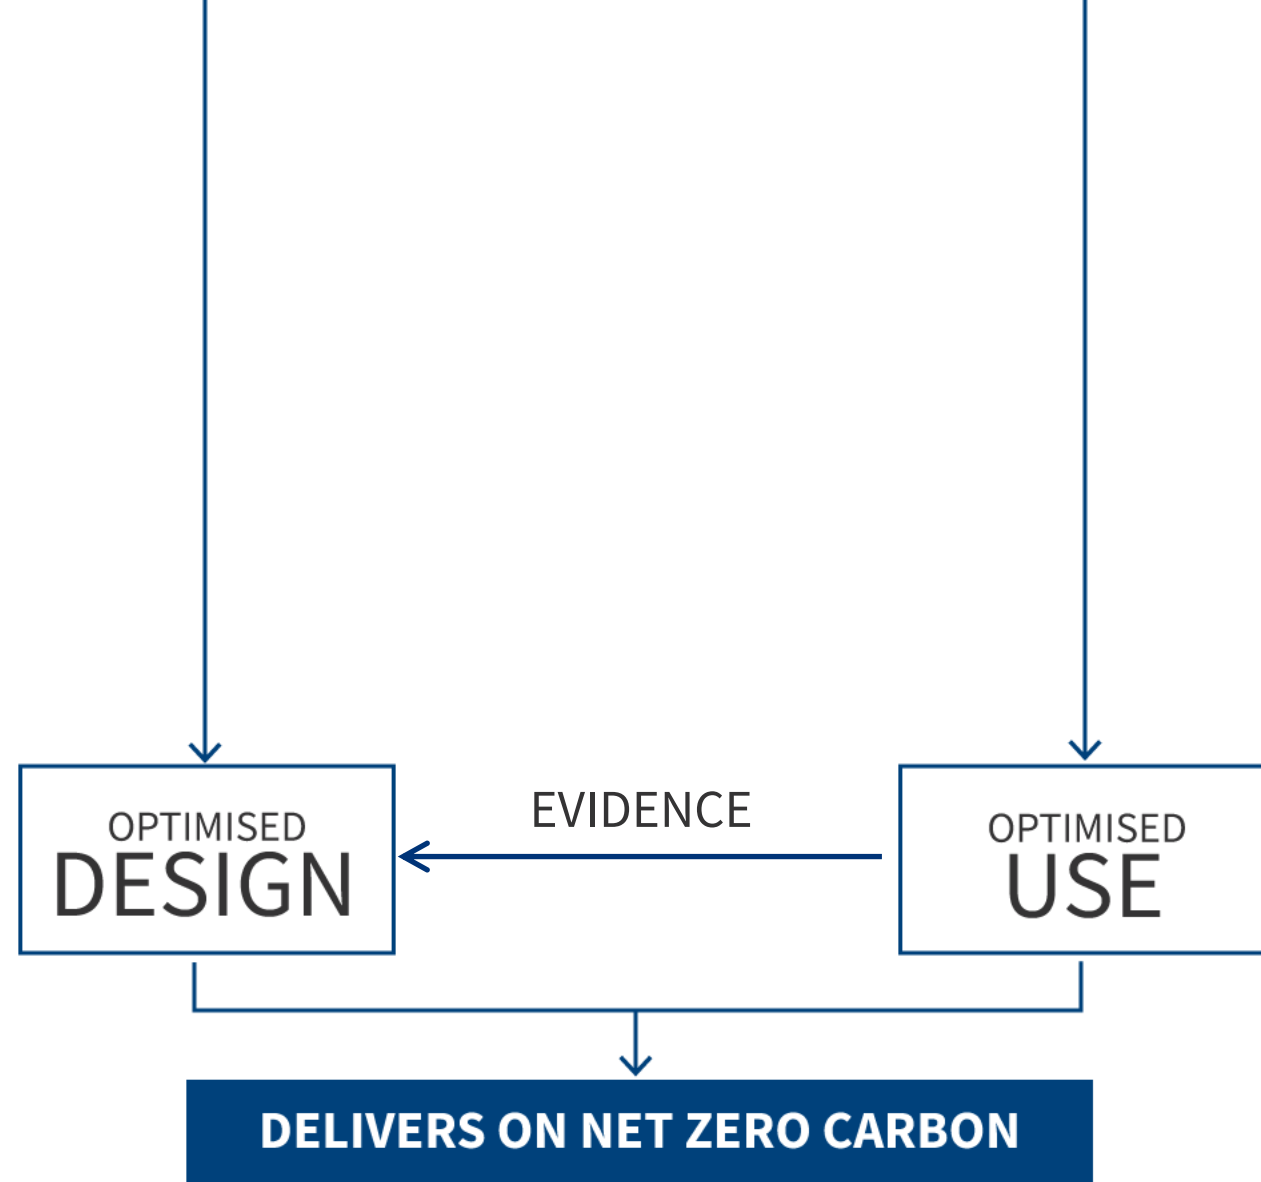 OPTIMISED
DESIGN
EVIDENCE
OPTIMISED
USE
DELIVERS ON NET ZERO CARBON